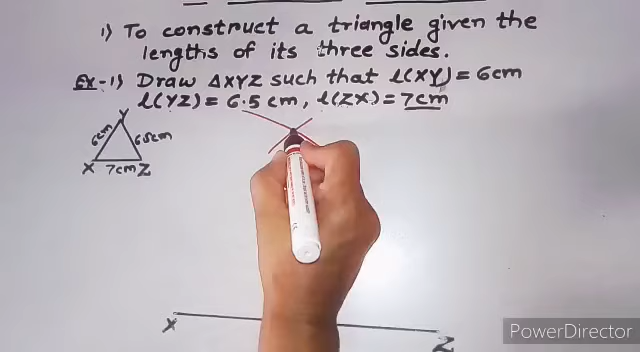 1) To construct a triangle given the
lengths of its three sides.
Ex-1) Draw ΔXYZ such that l(XY) = 6cm
l(YZ) = 6.5 cm, l(ZX) = 7cm
Y
6cm
6.5cm
X 7cm Z
X
Z
PowerDirector